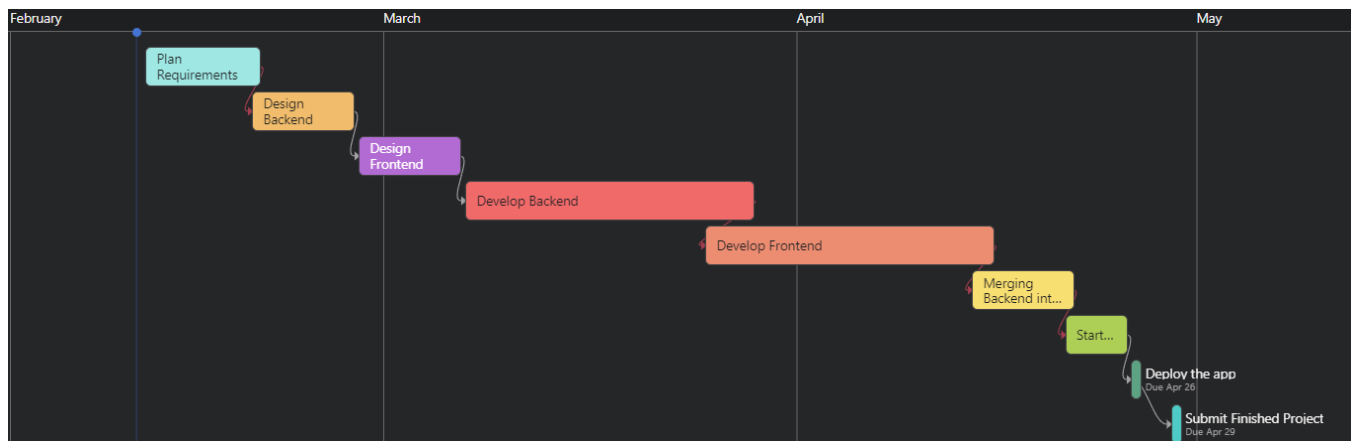 February
March
April
May
Plan
Requirements
Design
Backend
Design
Frontend
Develop Backend
Develop Frontend
Merging
Backend int...
Start...
Deploy the app
Due Apr 26
Submit Finished Project
Due Apr 29